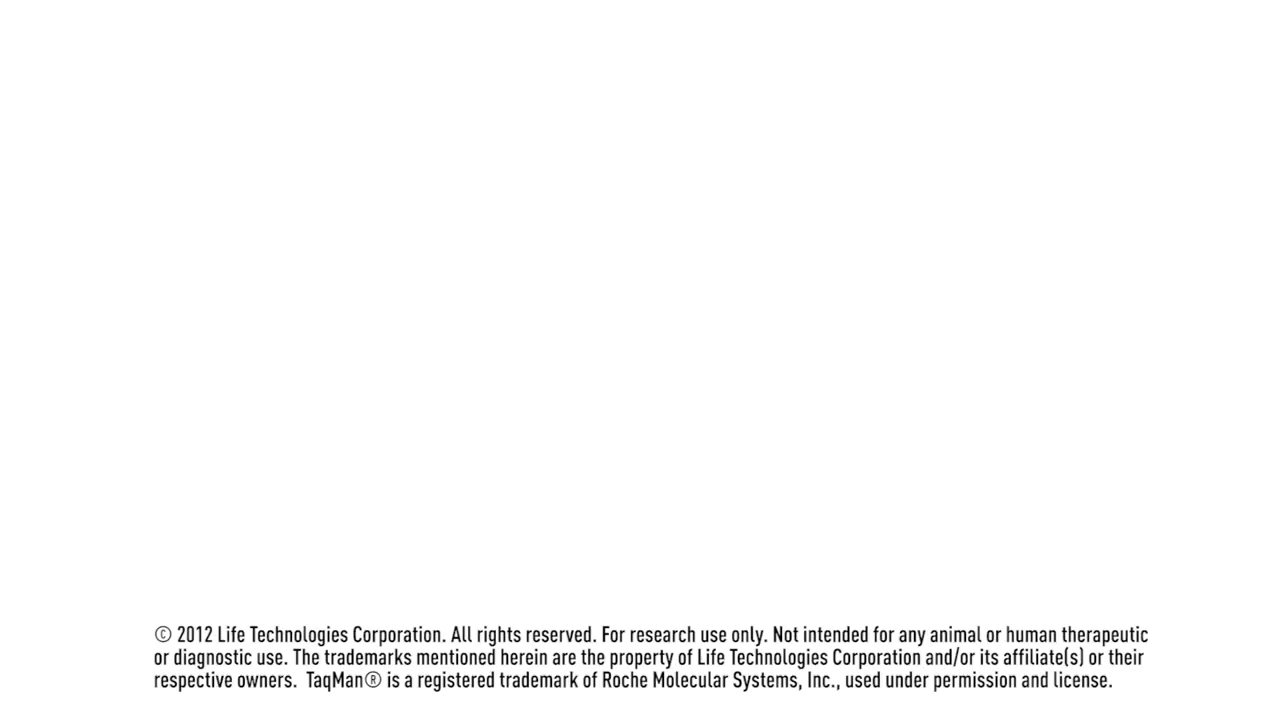 © 2012 Life Technologies Corporation. All rights reserved. For research use only. Not intended for any animal or human therapeutic
or diagnostic use. The trademarks mentioned herein are the property of Life Technologies Corporation and/or its affiliate(s) or their
respective owners.  TaqMan® is a registered trademark of Roche Molecular Systems, Inc., used under permission and license.